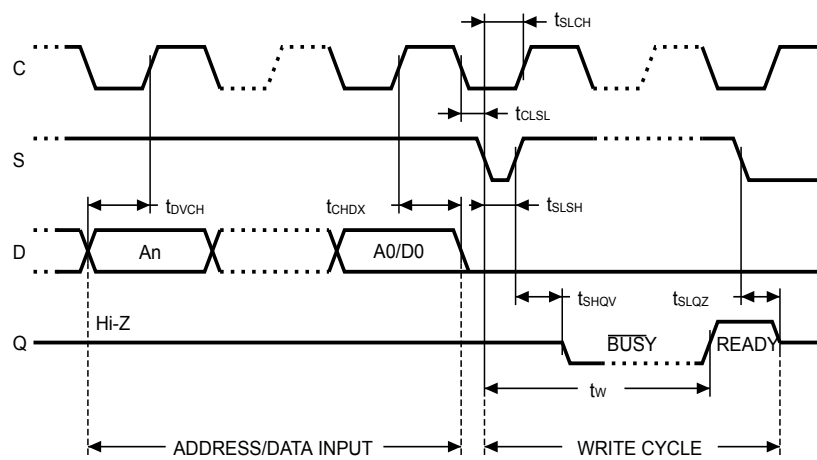 tSLCH
C
tCLSL
S
tDVCH
tCHDX
tSLSH
D
An
A0/D0
tSHQV
tSLQZ
Hi-Z
Q
BUSY
READY
tW
ADDRESS/DATA INPUT
WRITE CYCLE